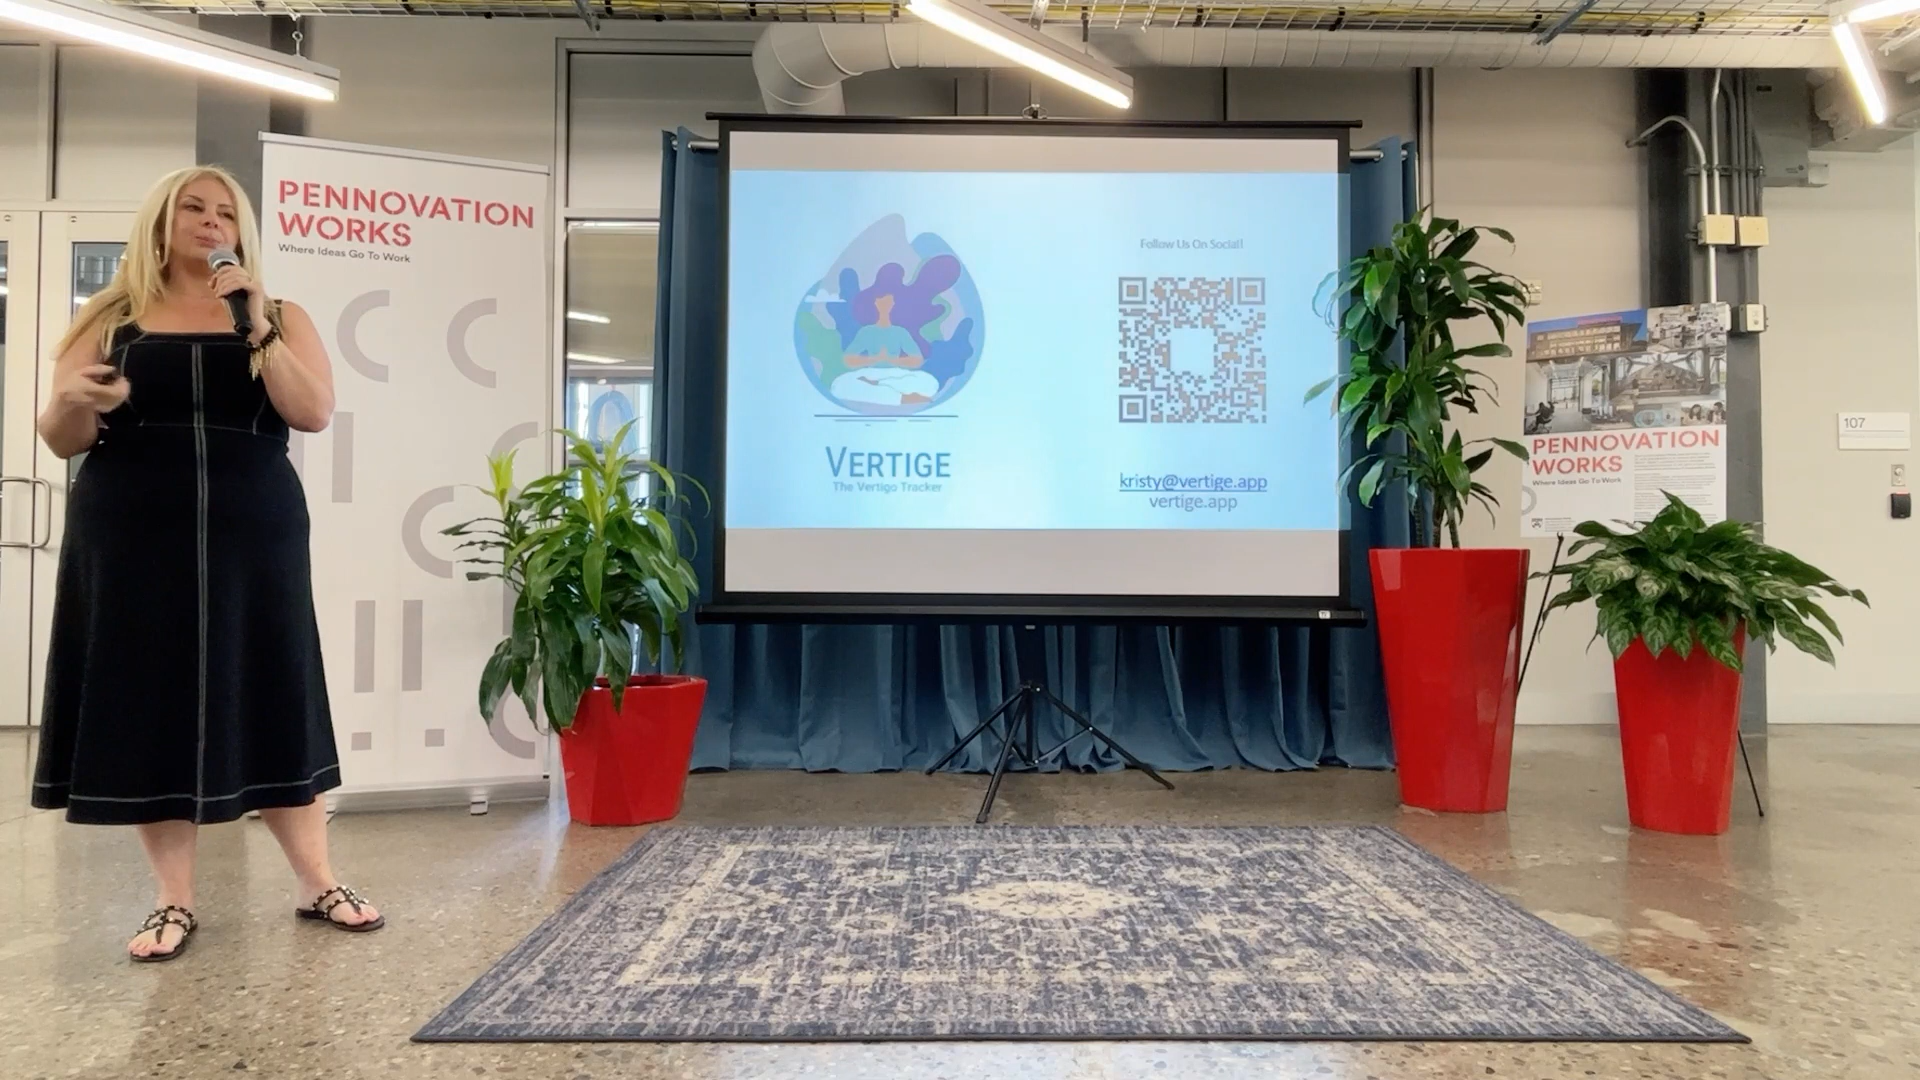 PENNOVATION
WORKS
Where Ideas Go To Work
Follow Us On Social!
VERTIGE
The Vertigo Tracker
kristy@vertige.app
vertige.app
PENNOVATION
WORKS
Where Ideas Go To Work
107